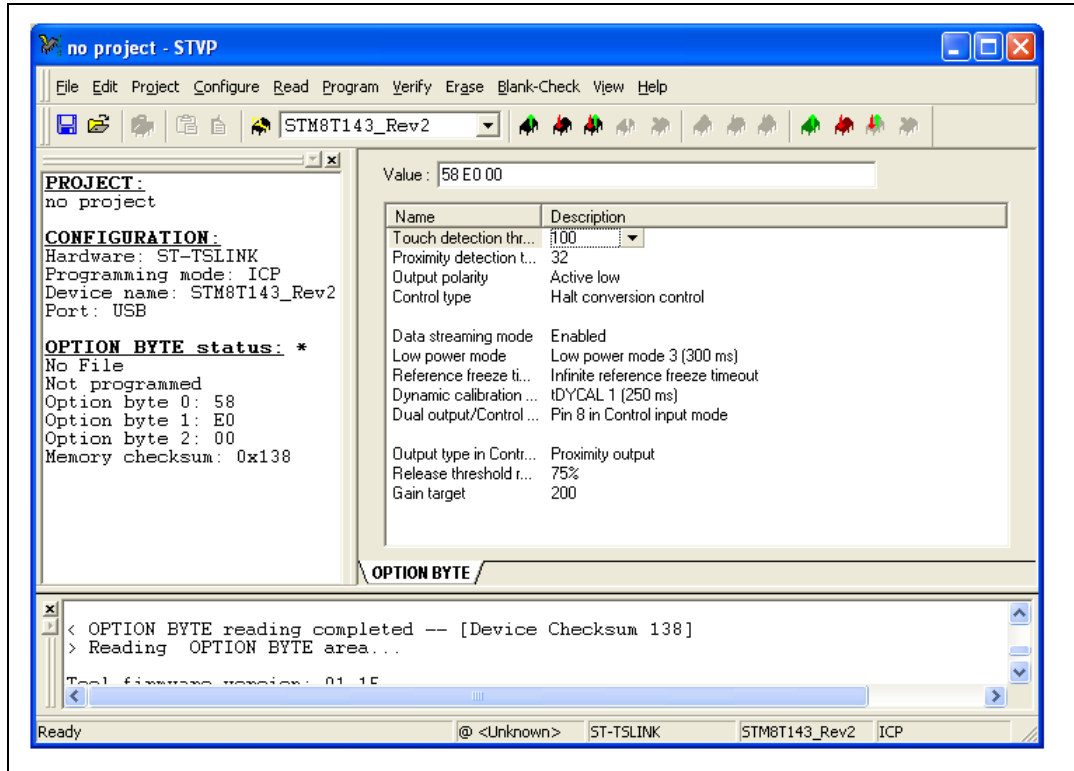 no project - STVP
File Edit Project Configure Read Program Verify Erase Blank-Check View Help
STM8T143_Rev2
PROJECT:
no project
CONFIGURATION:
Hardware: ST-TSLINK
Programming mode: ICP
Device name: STM8T143_Rev2
Port: USB
OPTION BYTE status: *
No File
Not programmed
Option byte 0: 58
Option byte 1: E0
Option byte 2: 00
Memory checksum: 0x138
Value : 58 E0 00
Name Description
Touch detection thr... 100
Proximity detection t... 32
Output polarity Active low
Control type Halt conversion control
Data streaming mode Enabled
Low power mode Low power mode 3 (300 ms)
Reference freeze ti... Infinite reference freeze timeout
Dynamic calibration ... tDYCAL 1 (250 ms)
Dual output/Control ... Pin 8 in Control input mode
Output type in Contr... Proximity output
Release threshold r... 75%
Gain target 200
OPTION BYTE
< OPTION BYTE reading completed -- [Device Checksum 138]
> Reading OPTION BYTE area...
Tool firmware version: 01.15
Ready @ <Unknown> ST-TSLINK STM8T143_Rev2 ICP